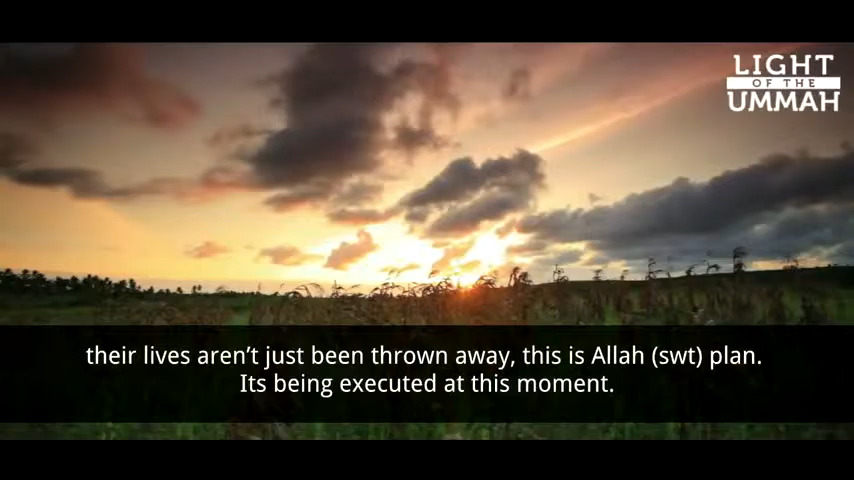 LIGHT
OF THE
UMMAH
their lives aren’t just been thrown away, this is Allah (swt) plan.
Its being executed at this moment.